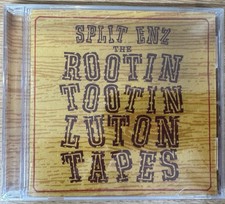 SPLIT ENZ
THE
ROOTIN
TOOTIN
LUTON
TAPES